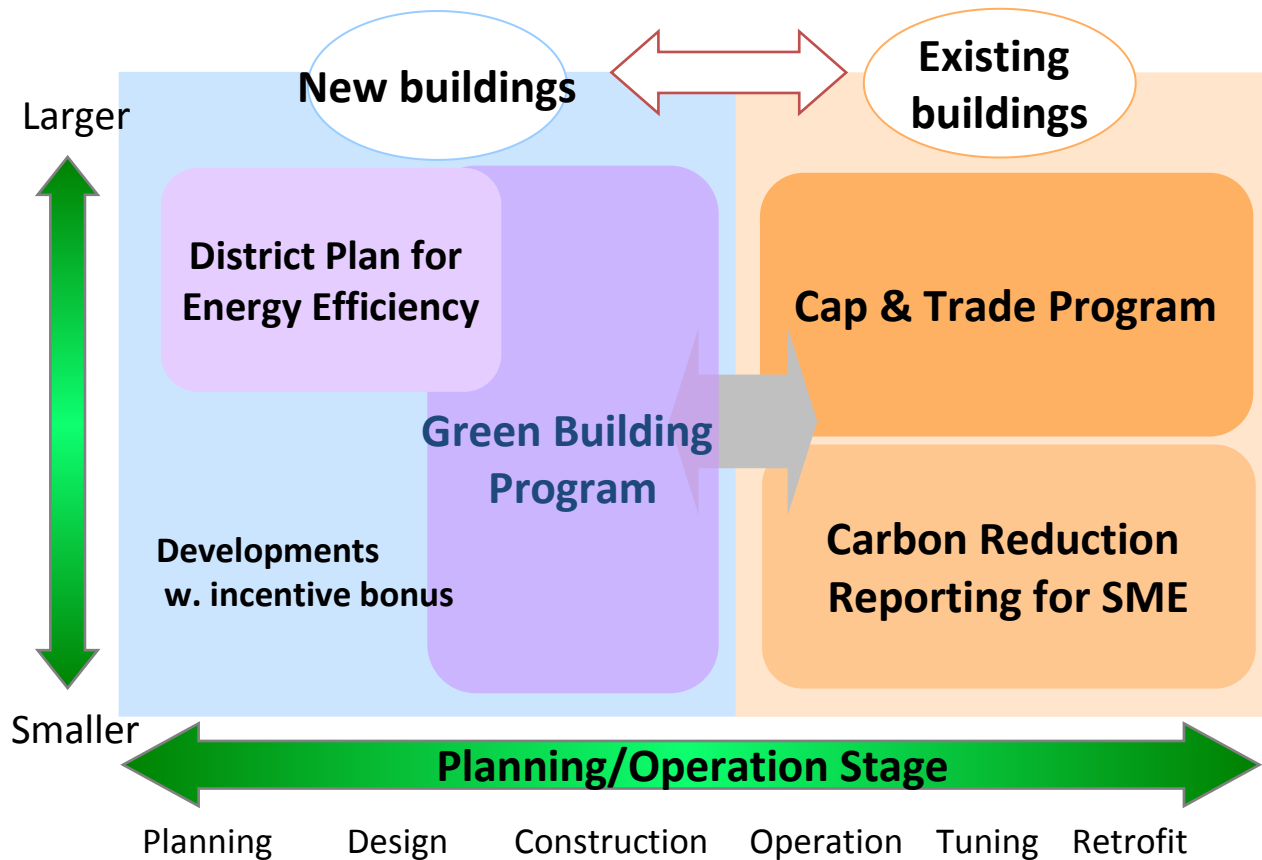 New buildings
Existing
buildings
Larger
District Plan for
Energy Efficiency
Cap & Trade Program
Green Building
Program
Developments
w. incentive bonus
Carbon Reduction
Reporting for SME
Smaller
Planning/Operation Stage
Planning Design Construction Operation Tuning Retrofit